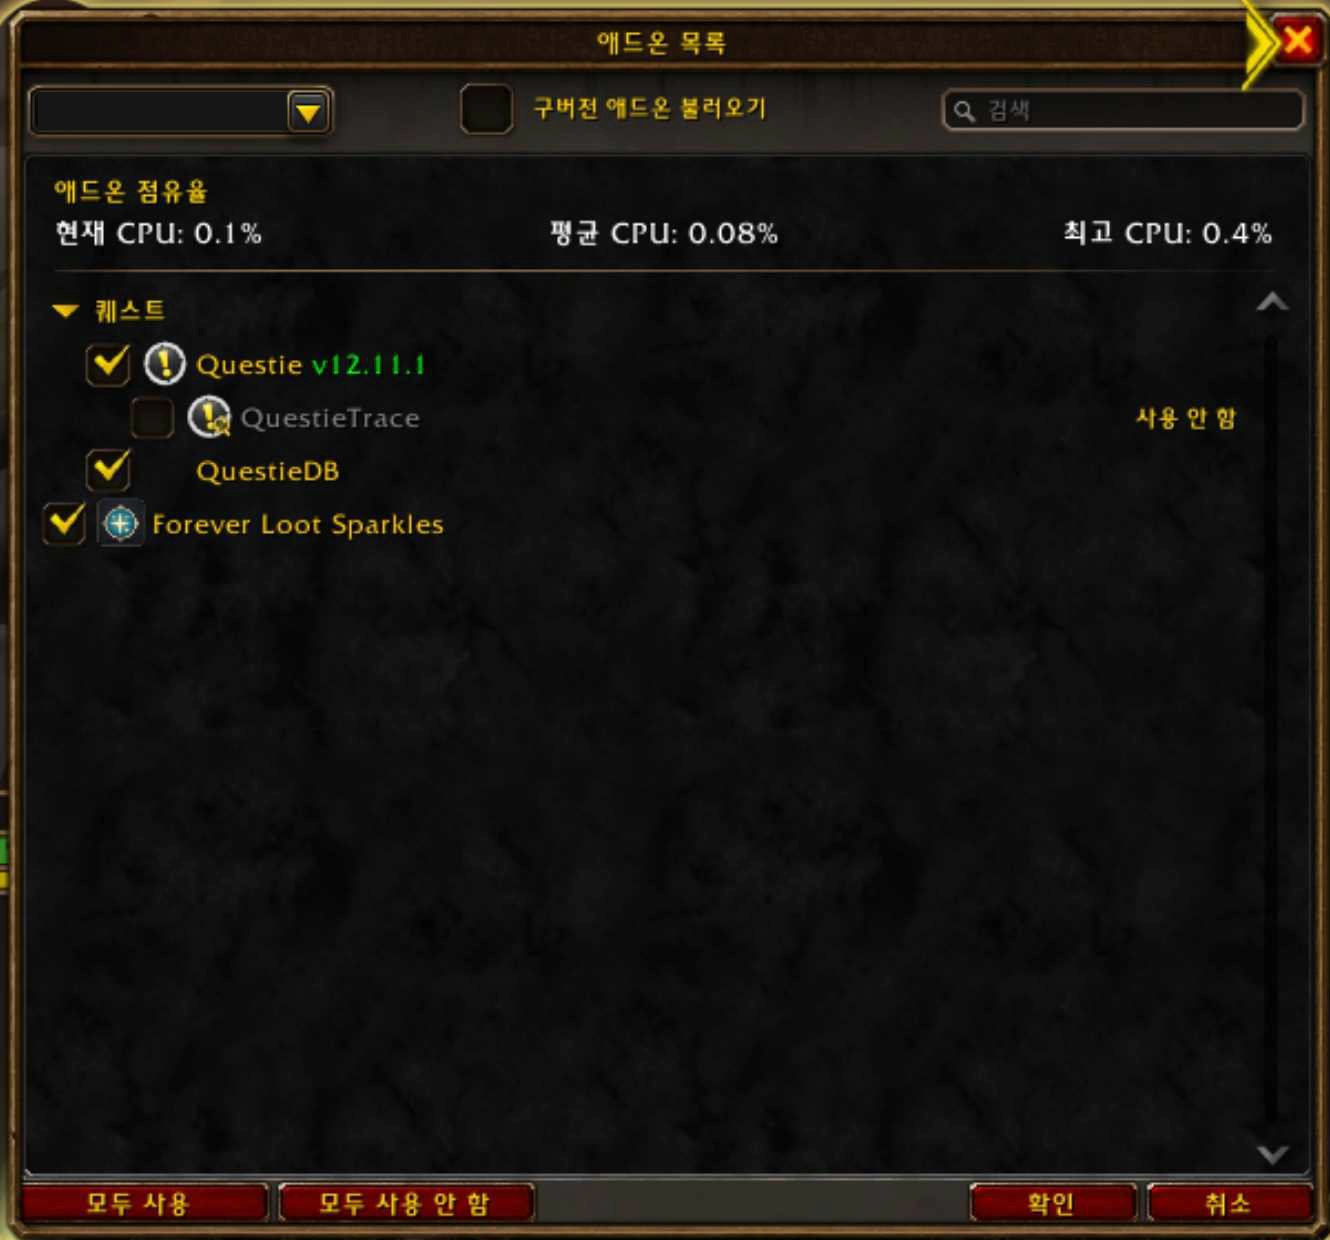 애드온 목록
구버전 애드온 불러오기
검색
애드온 점유율
현재 CPU: 0.1% 평균 CPU: 0.08% 최고 CPU: 0.4%
퀘스트
Questie v12.11.1
QuestieTrace 사용 안 함
QuestieDB
Forever Loot Sparkles
모두 사용 모두 사용 안 함 확인 취소